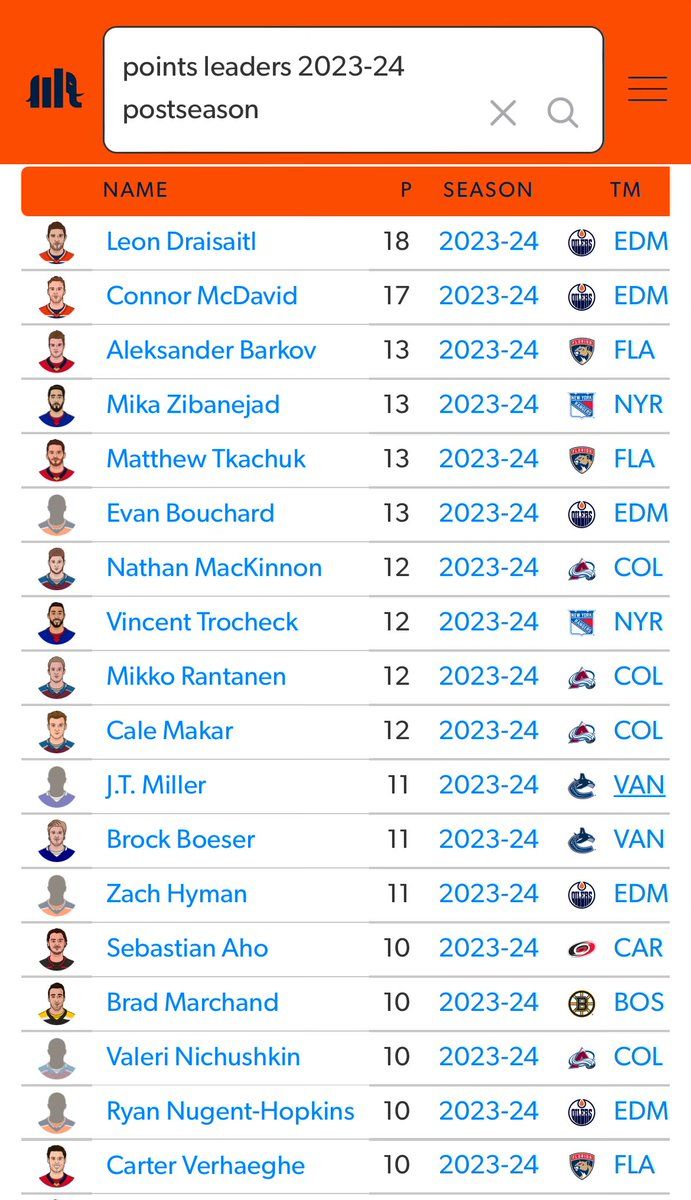 points leaders 2023-24
postseason
NAME P SEASON TM
Leon Draisaitl 18 2023-24 EDM
Connor McDavid 17 2023-24 EDM
Aleksander Barkov 13 2023-24 FLA
Mika Zibanejad 13 2023-24 NYR
Matthew Tkachuk 13 2023-24 FLA
Evan Bouchard 13 2023-24 EDM
Nathan MacKinnon 12 2023-24 COL
Vincent Trocheck 12 2023-24 NYR
Mikko Rantanen 12 2023-24 COL
Cale Makar 12 2023-24 COL
J.T. Miller 11 2023-24 VAN
Brock Boeser 11 2023-24 VAN
Zach Hyman 11 2023-24 EDM
Sebastian Aho 10 2023-24 CAR
Brad Marchand 10 2023-24 BOS
Valeri Nichushkin 10 2023-24 COL
Ryan Nugent-Hopkins 10 2023-24 EDM
Carter Verhaeghe 10 2023-24 FLA